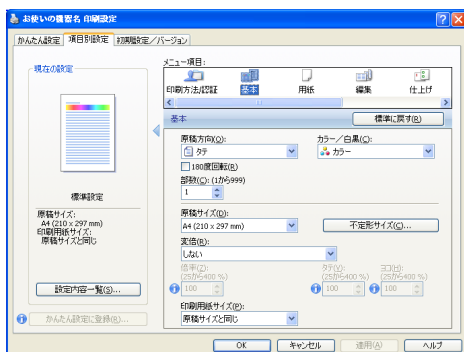 お使いの機器名 印刷設定
かんたん設定 項目別設定 初期設定/バージョン
現在の設定
標準設定
原稿サイズ:
A4 (210 x 297 mm)
印刷用紙サイズ:
原稿サイズと同じ
設定内容一覧(S)...
かんたん設定に登録(R)...
メニュー項目:
印刷方法/認証 基本 用紙 編集 仕上げ
基本 標準に戻す(R)
原稿方向(O): カラー/白黒(C):
タテ カラー
180度回転(R)
部数(C): (1から999)
1
原稿サイズ(D):
A4 (210 x 297 mm) 不定形サイズ(C)...
変倍(R):
しない
倍率(Z): タテ(V): ヨコ(H):
(25から400 %) (25から400 %)
100 100 100
印刷用紙サイズ(P):
原稿サイズと同じ
OK キャンセル 適用(A) ヘルプ